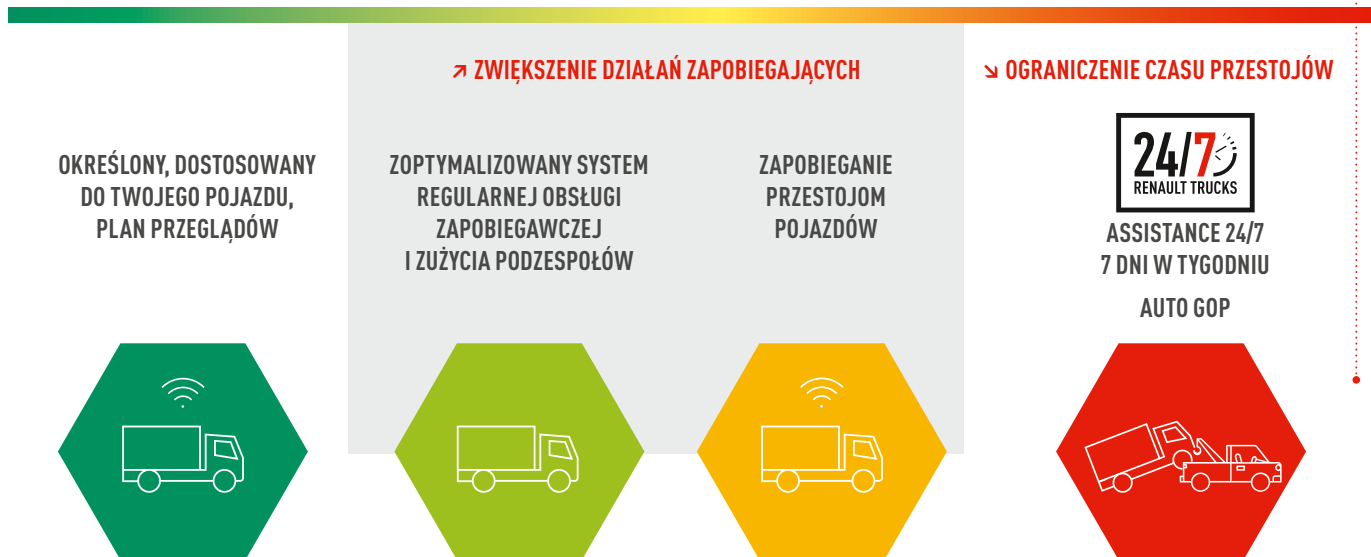 ↗ ZWIĘKSZENIE DZIAŁAŃ ZAPOBIEGAJĄCYCH
↘ OGRANICZENIE CZASU PRZESTOJÓW
OKREŚLONY, DOSTOSOWANY
DO TWOJEGO POJAZDU,
PLAN PRZEGLĄDÓW
ZOPTYMALIZOWANY SYSTEM
REGULARNEJ OBSŁUGI
ZAPOBIEGAWCZEJ
I ZUŻYCIA PODZESPOŁÓW
ZAPOBIEGANIE
PRZESTOJOM
POJAZDÓW
24/7
RENAULT TRUCKS
ASSISTANCE 24/7
7 DNI W TYGODNIU
AUTO GOP